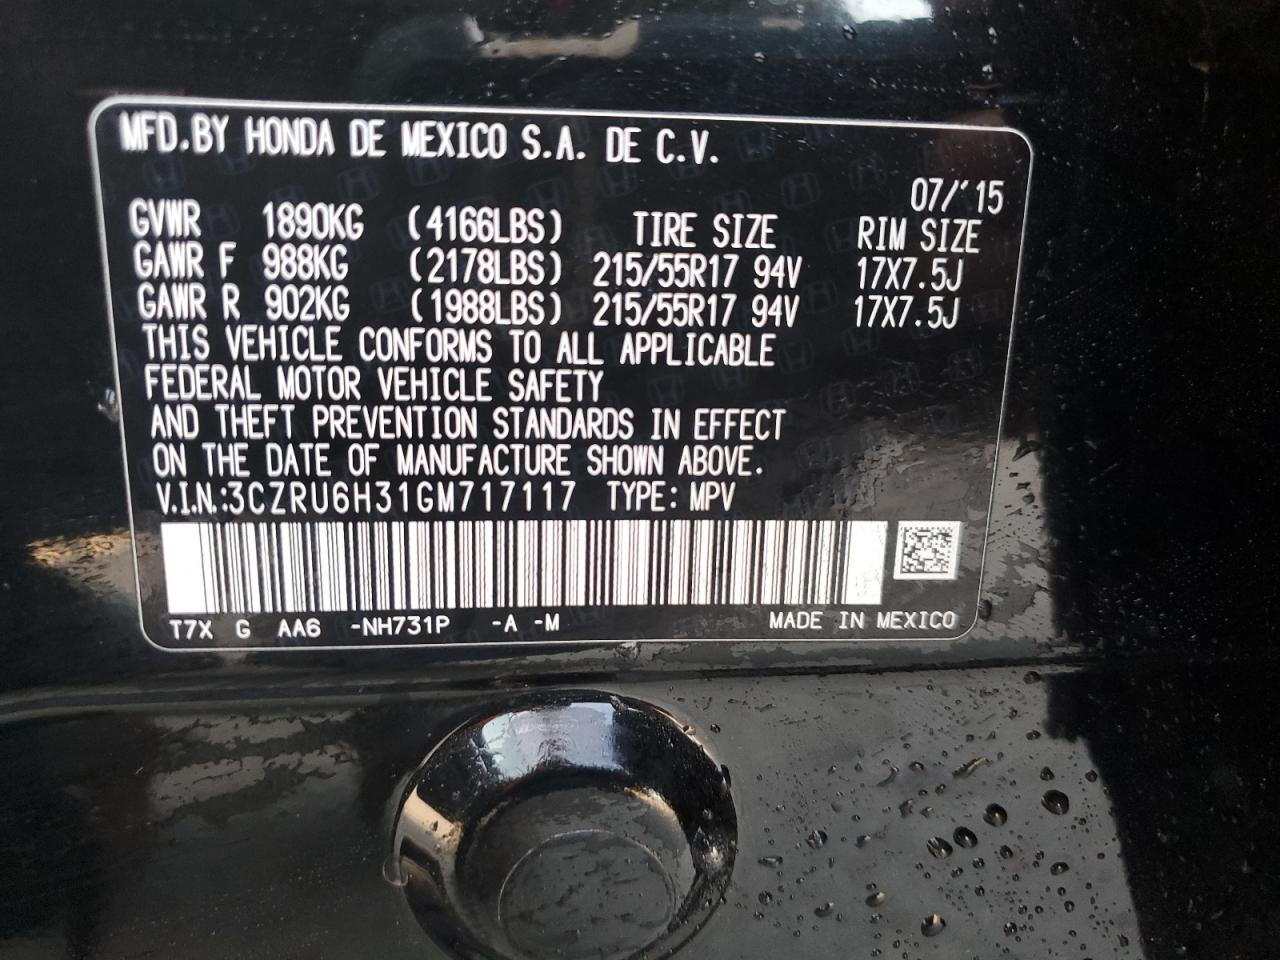 MFD.BY HONDA DE MEXICO S.A. DE C.V.
07/'15
GVWR 1890KG (4166LBS) TIRE SIZE RIM SIZE
GAWR F 988KG (2178LBS) 215/55R17 94V 17X7.5J
GAWR R 902KG (1988LBS) 215/55R17 94V 17X7.5J
THIS VEHICLE CONFORMS TO ALL APPLICABLE
FEDERAL MOTOR VEHICLE SAFETY
AND THEFT PREVENTION STANDARDS IN EFFECT
ON THE DATE OF MANUFACTURE SHOWN ABOVE.
V.I.N.:3CZRU6H31GM717117 TYPE: MPV
T7X G AA6 -NH731P -A -M MADE IN MEXICO